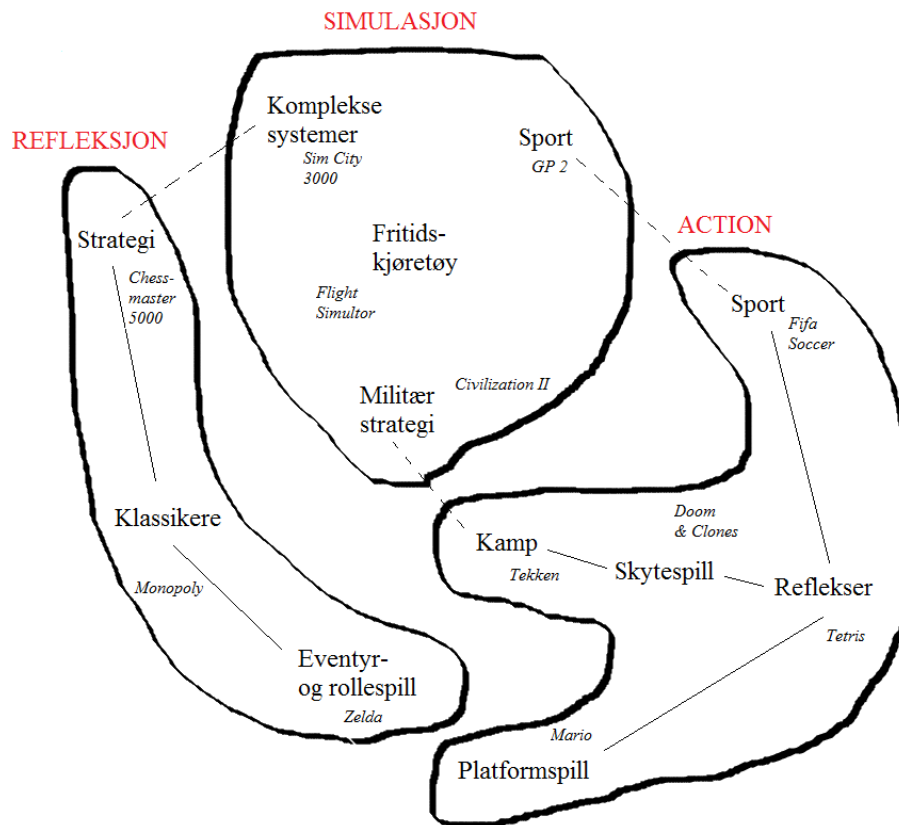 SIMULASJON
Komplekse
systemer
Sim City
3000
Sport
GP 2
Fritids-
kjøretøy
Flight
Simultor
Militær
strategi
Civilization II
REFLEKSJON
Strategi
Chess-
master
5000
Klassikere
Monopoly
Eventyr-
og rollespill
Zelda
ACTION
Sport
Fifa
Soccer
Doom
& Clones
Kamp
Tekken
Skytespill
Reflekser
Tetris
Mario
Platformspill